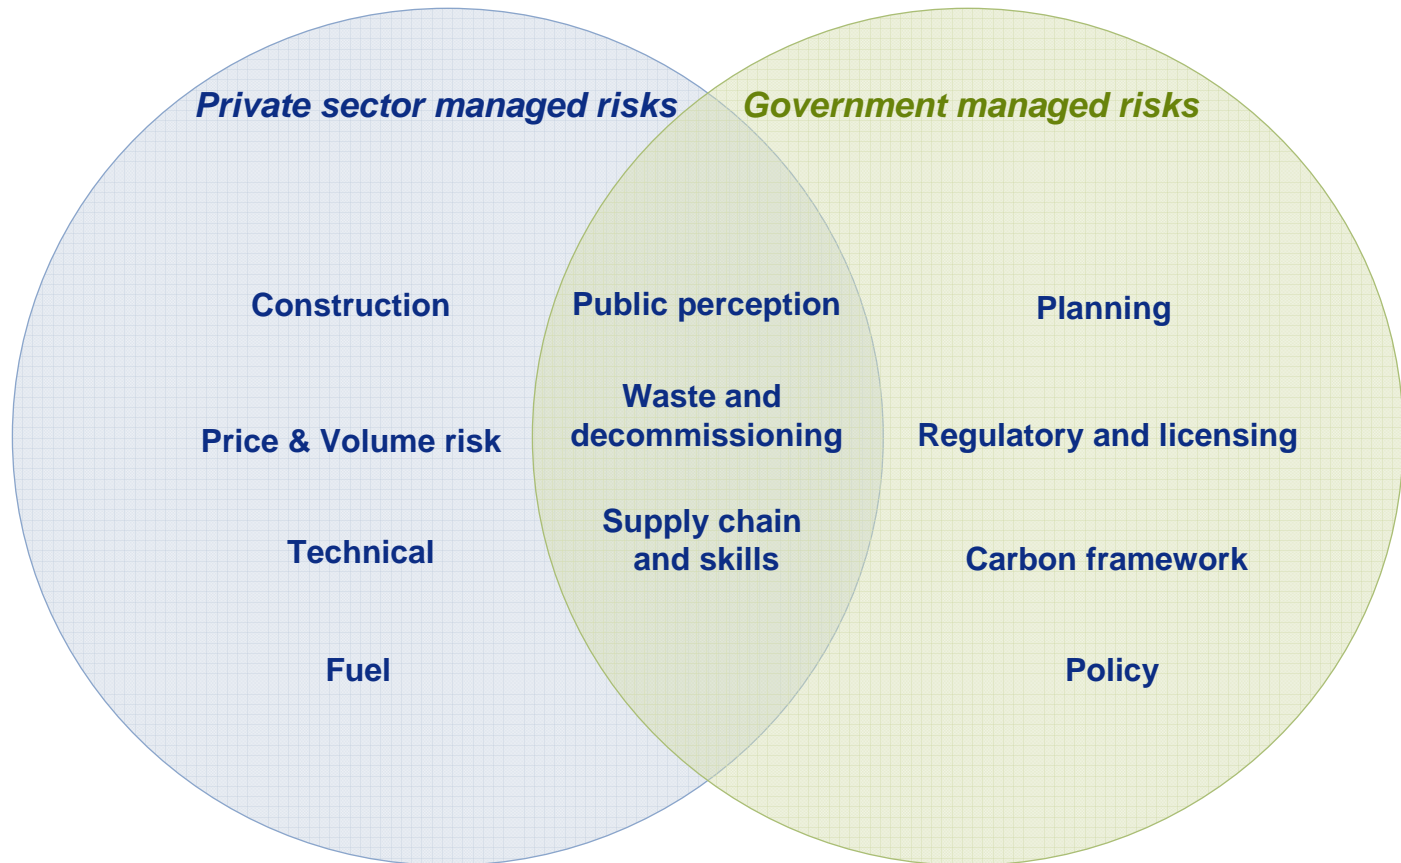 Private sector managed risks
Government managed risks
Construction
Price & Volume risk
Technical
Fuel
Public perception
Waste and
decommissioning
Supply chain
and skills
Planning
Regulatory and licensing
Carbon framework
Policy